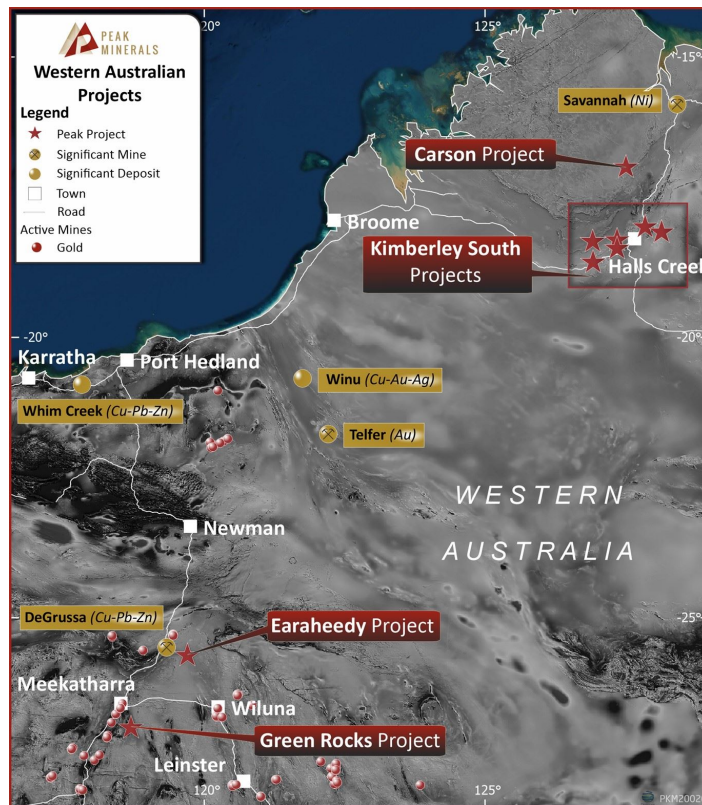 PEAK
MINERALS
Western Australian
Projects
Legend
Peak Project
Significant Mine
Significant Deposit
Town
Road
Active Mines
Gold
120°
125°
-15°
Savannah (Ni)
Carson Project
Broome
Kimberley South
Projects
Halls Creek
-20°
-20°
Karratha
Port Hedland
Winu (Cu-Au-Ag)
Whim Creek (Cu-Pb-Zn)
Telfer (Au)
WESTERN
AUSTRALIA
Newman
DeGrussa (Cu-Pb-Zn)
-25°
Earaheedy Project
Meekatharra
Wiluna
Green Rocks Project
Leinster
120°
125°